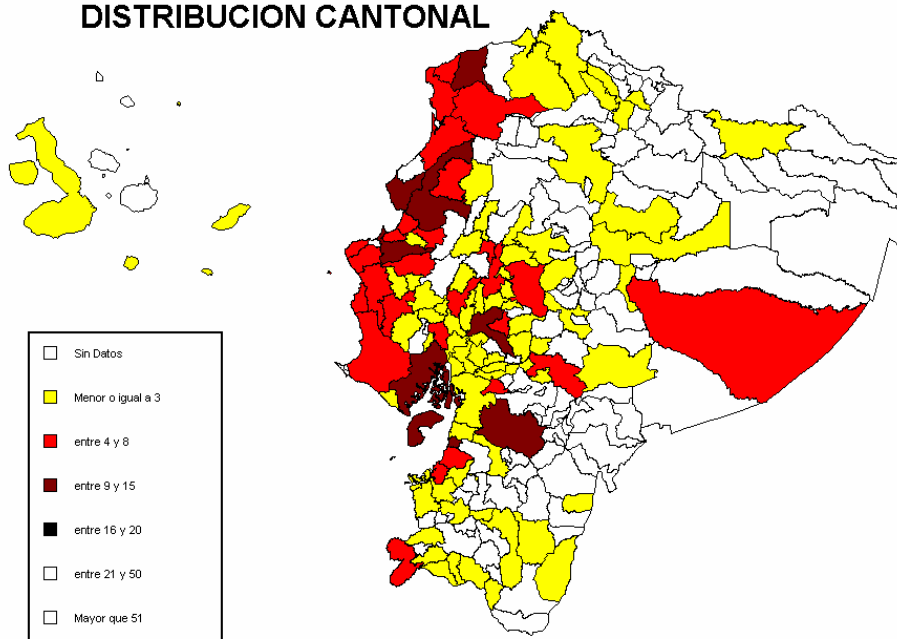 DISTRIBUCION CANTONAL
Sin Datos
Menor o igual a 3
entre 4 y 8
entre 9 y 15
entre 16 y 20
entre 21 y 50
Mayor que 51